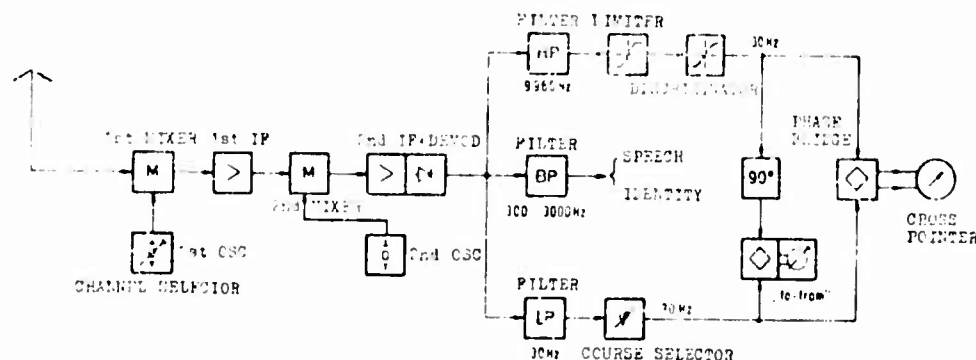 FILTER LIMITER
HP
30Hz
9960Hz
DISCRIMINATOR
1st MIXER 1st IF
2nd IF+DEMOD
FILTER
PHASE
BRIDGE
M
>
M
>
BP
SPEECH
IDENTITY
90°
2nd MIXER
300 3000Hz
CROSS
POINTER
1st OSC
Q
2nd OSC
CHANNEL SELECTOR
FILTER
"to-from"
LP
30Hz
30Hz
COURSE SELECTOR